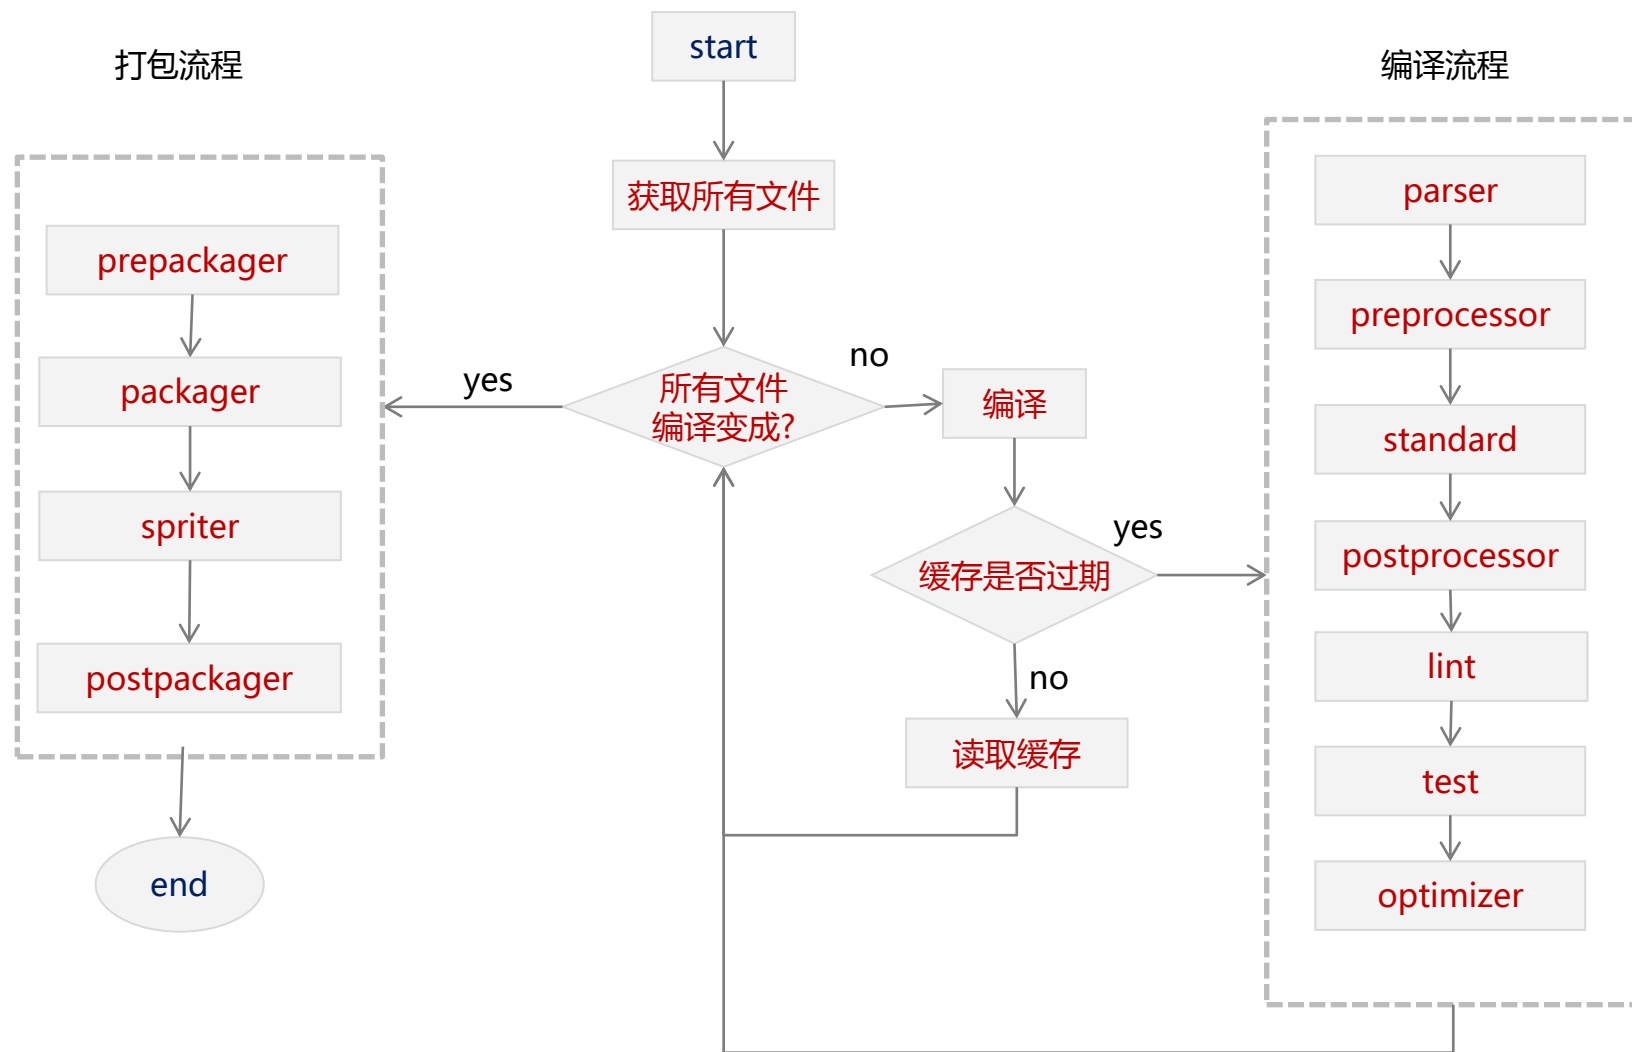 start
打包流程
编译流程
获取所有文件
prepackager
packager
spriter
postpackager
end
yes
所有文件
编译变成?
no
编译
缓存是否过期
yes
no
读取缓存
parser
preprocessor
standard
postprocessor
lint
test
optimizer